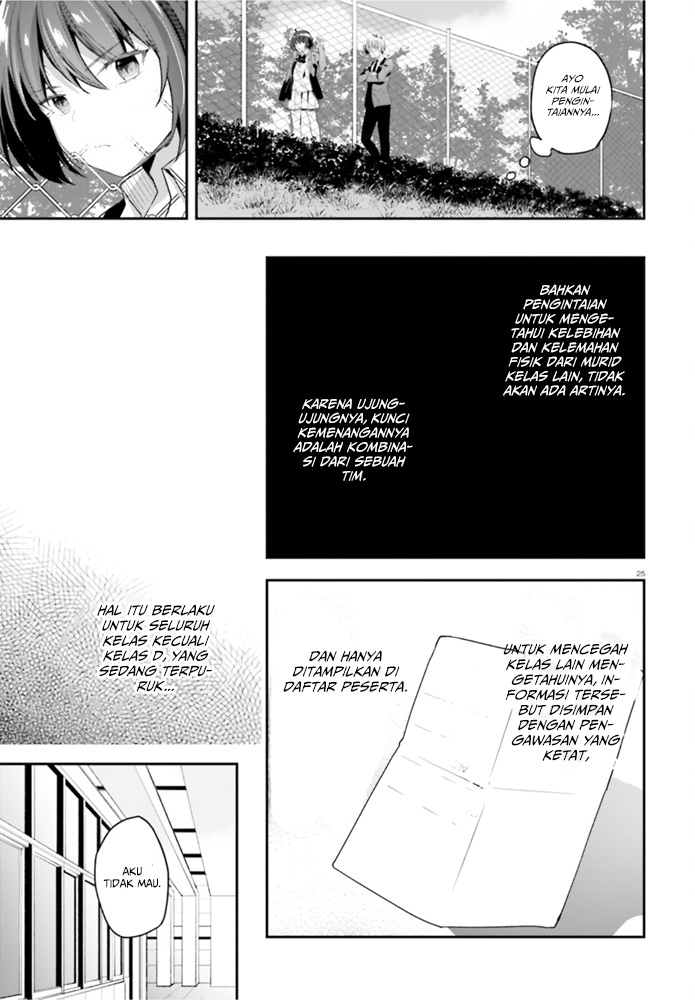 AYO
KITA MULAI
PENGIN-
TAIANNYA...
BAHKAN
PENGINTAIAN
UNTUK MENGE-
TAHUI KELEBIHAN
DAN KELEMAHAN
FISIK DARI MURID
KELAS LAIN, TIDAK
AKAN ADA ARTINYA.
KARENA UJUNG-
UJUNGNYA, KUNCI
KEMENANGANNYA
ADALAH KOMBINA-
SI DARI SEBUAH
TIM.
25
UNTUK MENCEGAH
KELAS LAIN MEN-
GETAHUINYA, IN-
FORMASI TERSE-
BUT DISIMPAN
DENGAN PEN-
GAWASAN YANG
KETAT,
DAN HANYA
DITAMPILKAN DI
DAFTAR PESERTA.
HAL ITU BERLAKU
UNTUK SELURUH
KELAS KECUALI
KELAS D, YANG
SEDANG TERPU-
RUK...
AKU
TIDAK MAU.